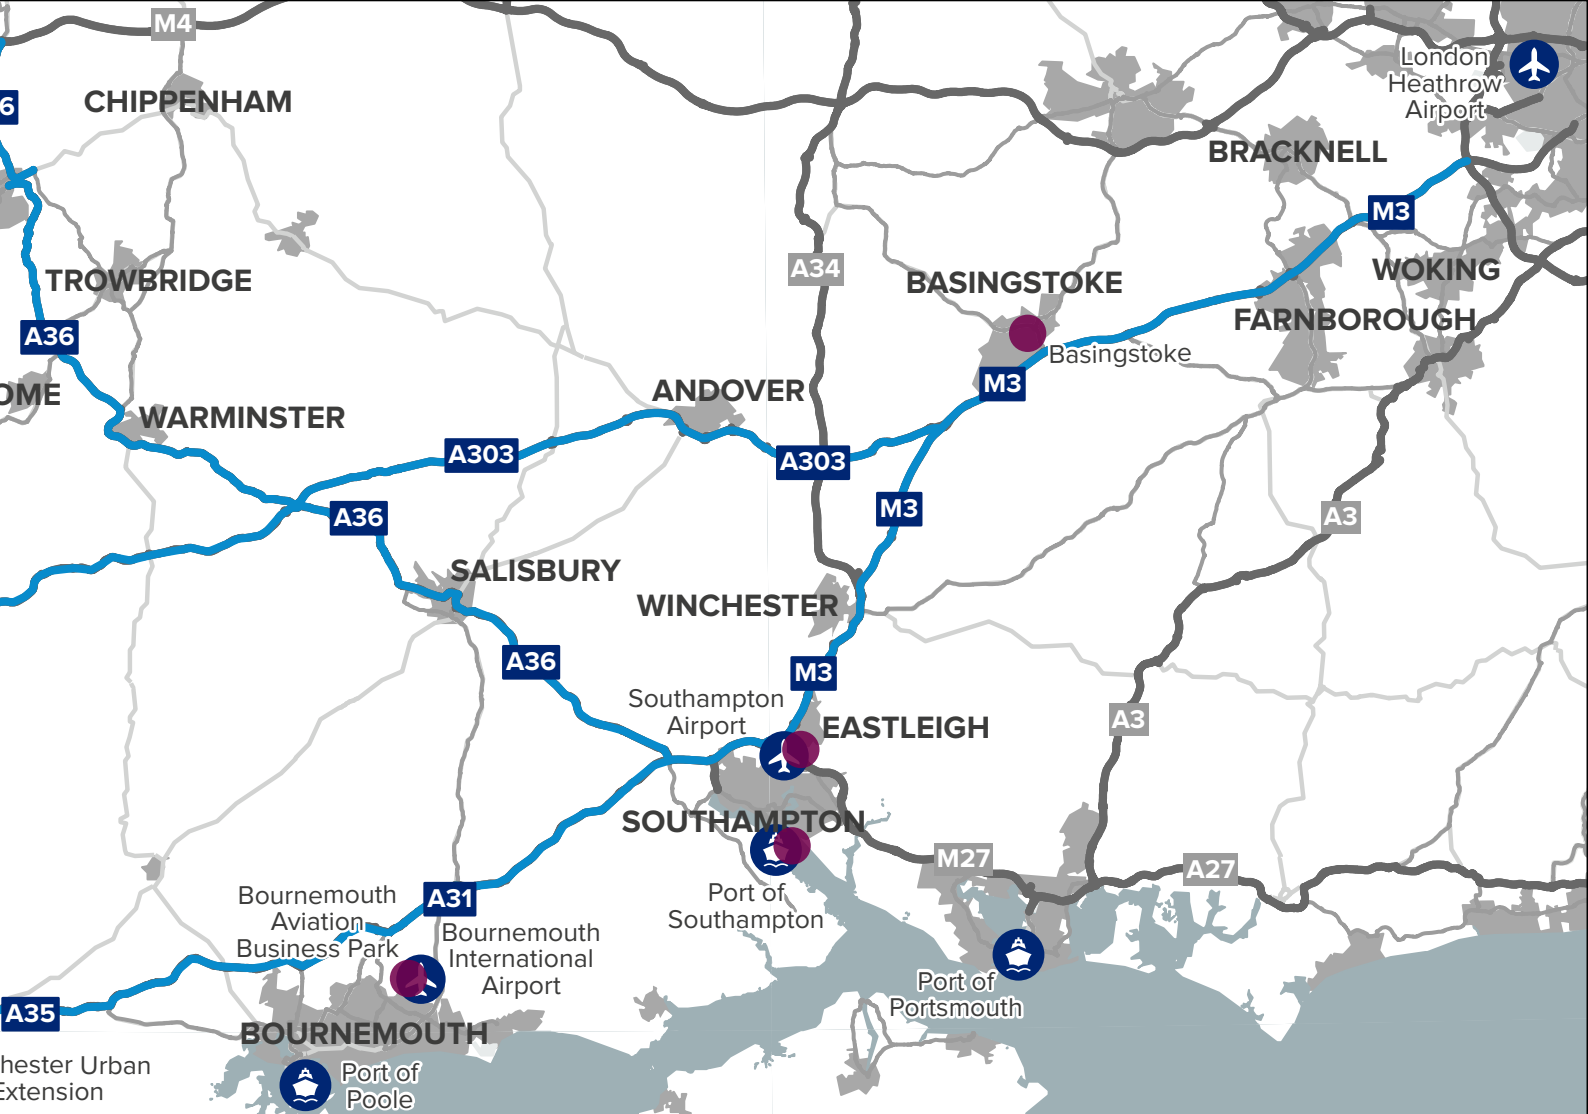 M4
London
Heathrow
Airport
CHIPPENHAM
6
BRACKNELL
M3
A34
WOKING
TROWBRIDGE
BASINGSTOKE
FARNBOROUGH
A36
Basingstoke
M3
OME
ANDOVER
WARMINSTER
A303
A303
M3
A36
A3
SALISBURY
WINCHESTER
A36
M3
Southampton
Airport
EASTLEIGH
A3
SOUTHAMPTON
M27
A27
Port of
Southampton
A31
Bournemouth
Aviation
Business Park
Bournemouth
International
Airport
Port of
Portsmouth
A35
BOURNEMOUTH
hester Urban
Extension
Port of
Poole